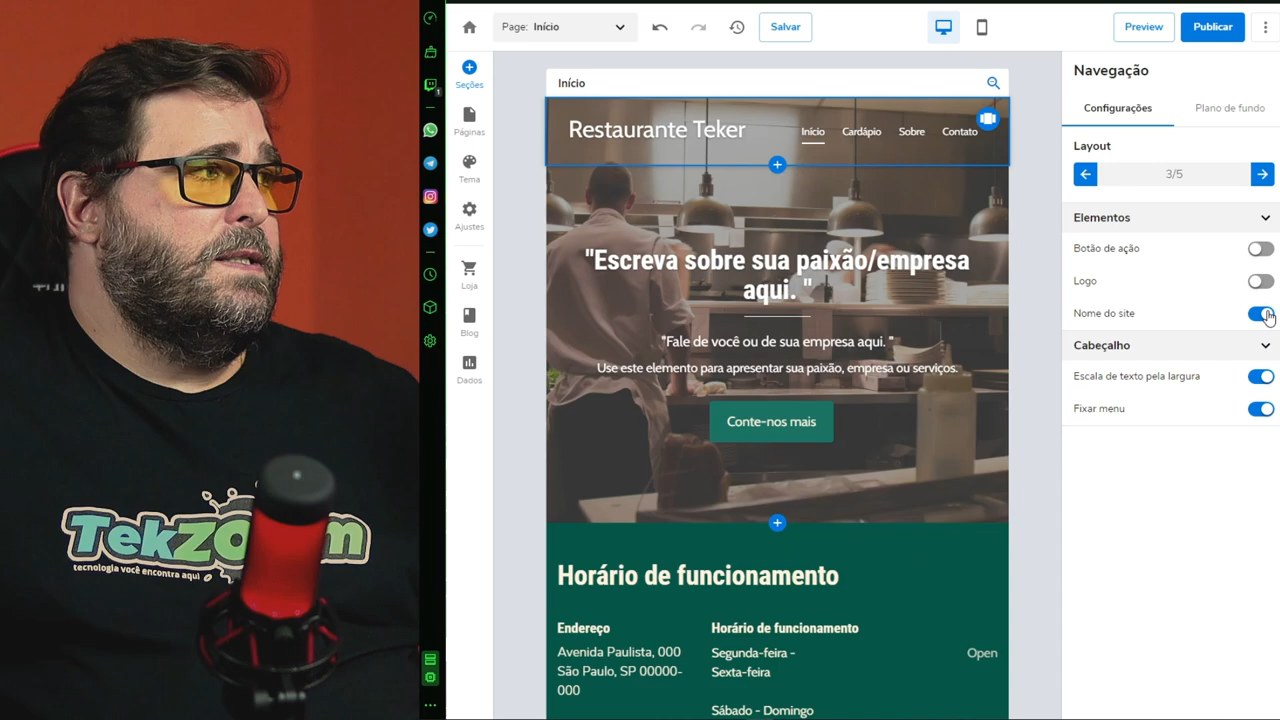 TekZoom
tecnologia você encontra aqui
1
Page: Início
Salvar
Preview
Publicar
Seções
Páginas
Tema
Ajustes
Loja
Blog
Dados
Início
Restaurante Teker
Início
Cardápio
Sobre
Contato
"Escreva sobre sua paixão/empresa
aqui. "
"Fale de você ou de sua empresa aqui. "
Use este elemento para apresentar sua paixão, empresa ou serviços.
Conte-nos mais
Horário de funcionamento
Endereço
Avenida Paulista, 000
São Paulo, SP 00000-
000
Horário de funcionamento
Segunda-feira -
Sexta-feira
Open
Sábado - Domingo
Navegação
Configurações
Plano de fundo
Layout
3/5
Elementos
Botão de ação
Logo
Nome do site
Cabeçalho
Escala de texto pela largura
Fixar menu